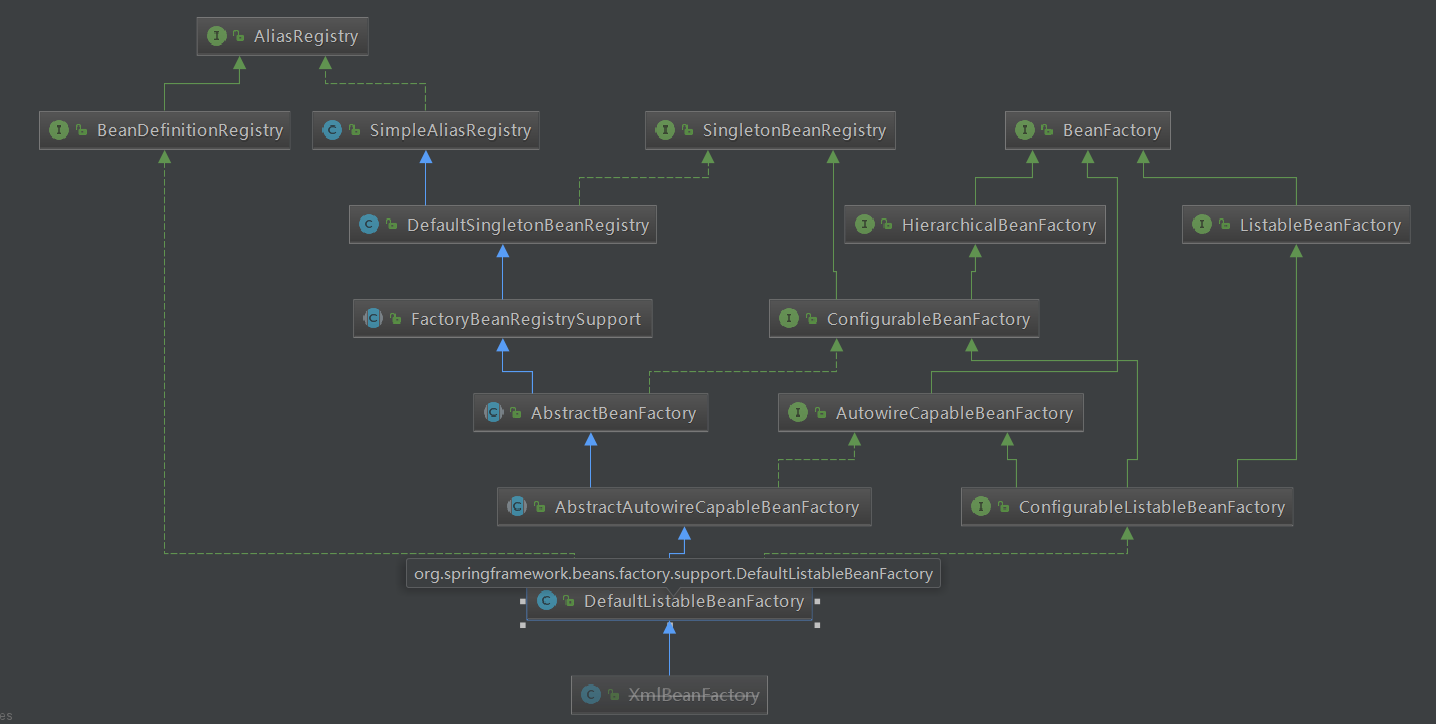 AliasRegistry
BeanDefinitionRegistry
SimpleAliasRegistry
SingletonBeanRegistry
BeanFactory
DefaultSingletonBeanRegistry
HierarchicalBeanFactory
ListableBeanFactory
FactoryBeanRegistrySupport
ConfigurableBeanFactory
AbstractBeanFactory
AutowireCapableBeanFactory
AbstractAutowireCapableBeanFactory
ConfigurableListableBeanFactory
org.springframework.beans.factory.support.DefaultListableBeanFactory
DefaultListableBeanFactory
XmlBeanFactory
es